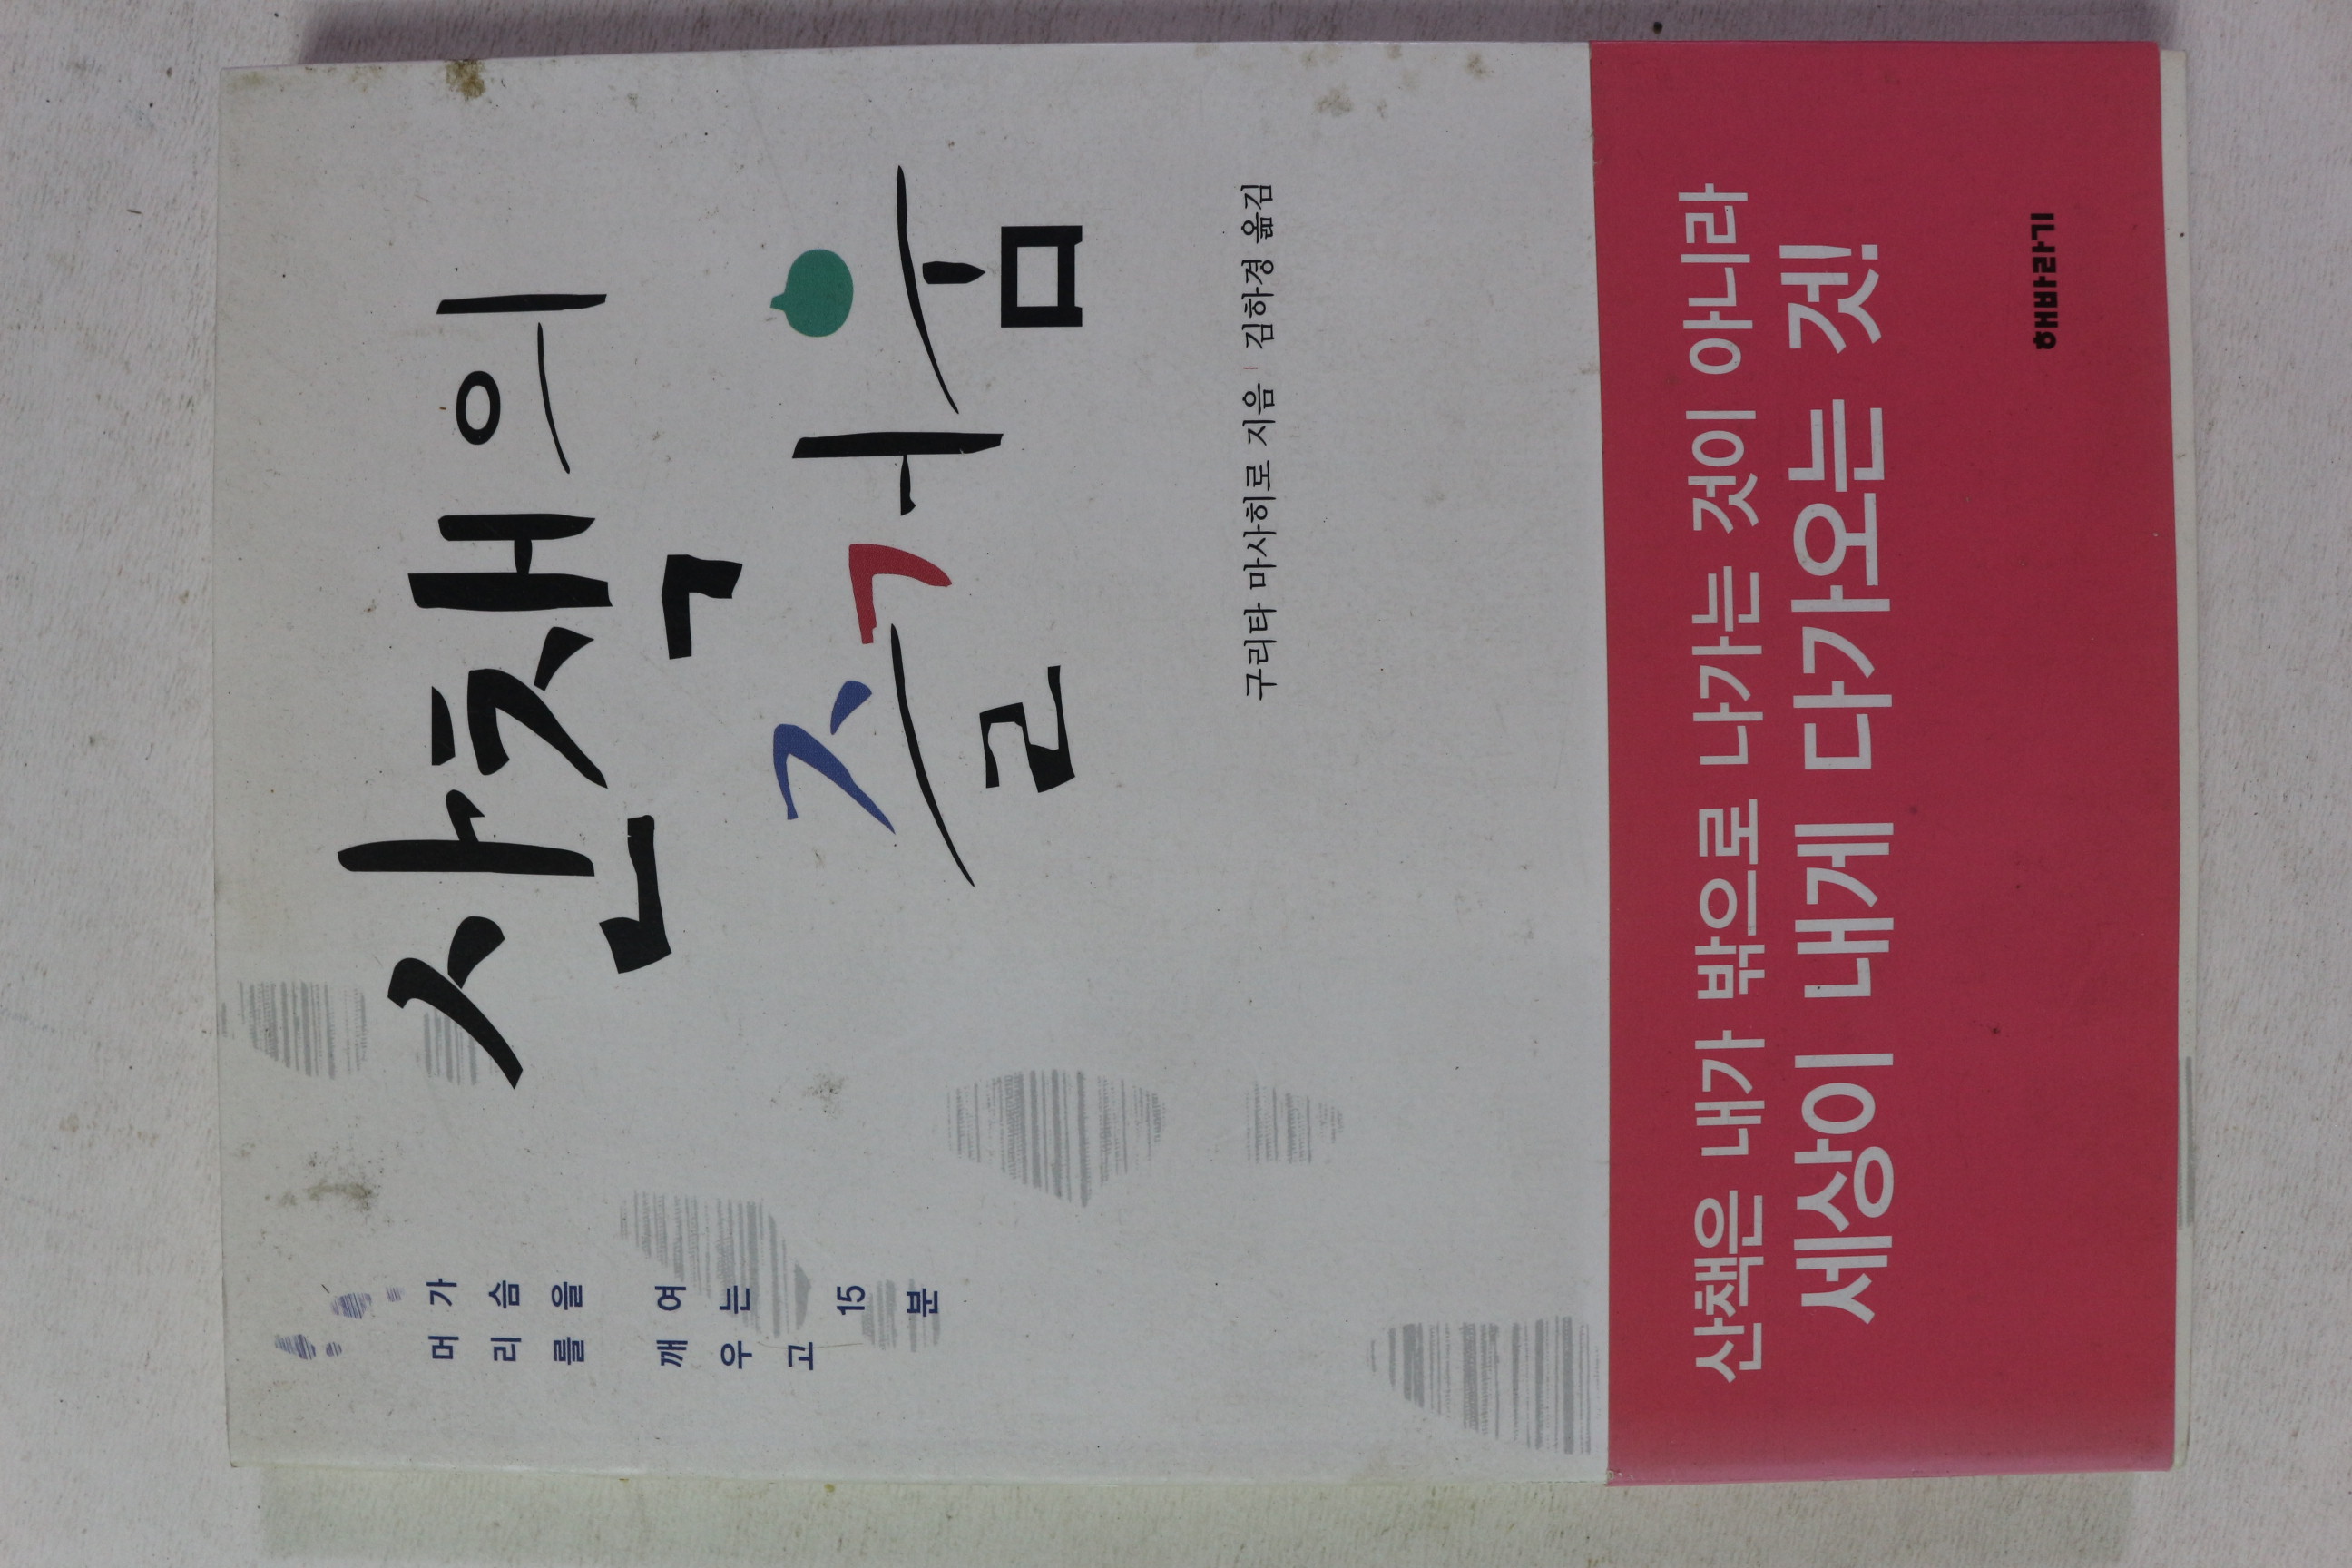 머리를 깨우고
가슴을 여는 15분
산책의
즐거움
구리타 마사히로 지음 | 김하경 옮김
산책은 내가 밖으로 나가는 것이 아니라
세상이 내게 다가오는 것!
해바라기